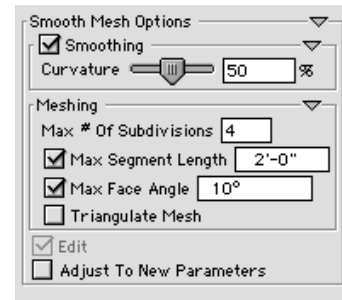 Smooth Mesh Options
Smoothing
Curvature 50 %
Meshing
Max # Of Subdivisions 4
Max Segment Length 2'-0"
Max Face Angle 10°
Triangulate Mesh
Edit
Adjust To New Parameters